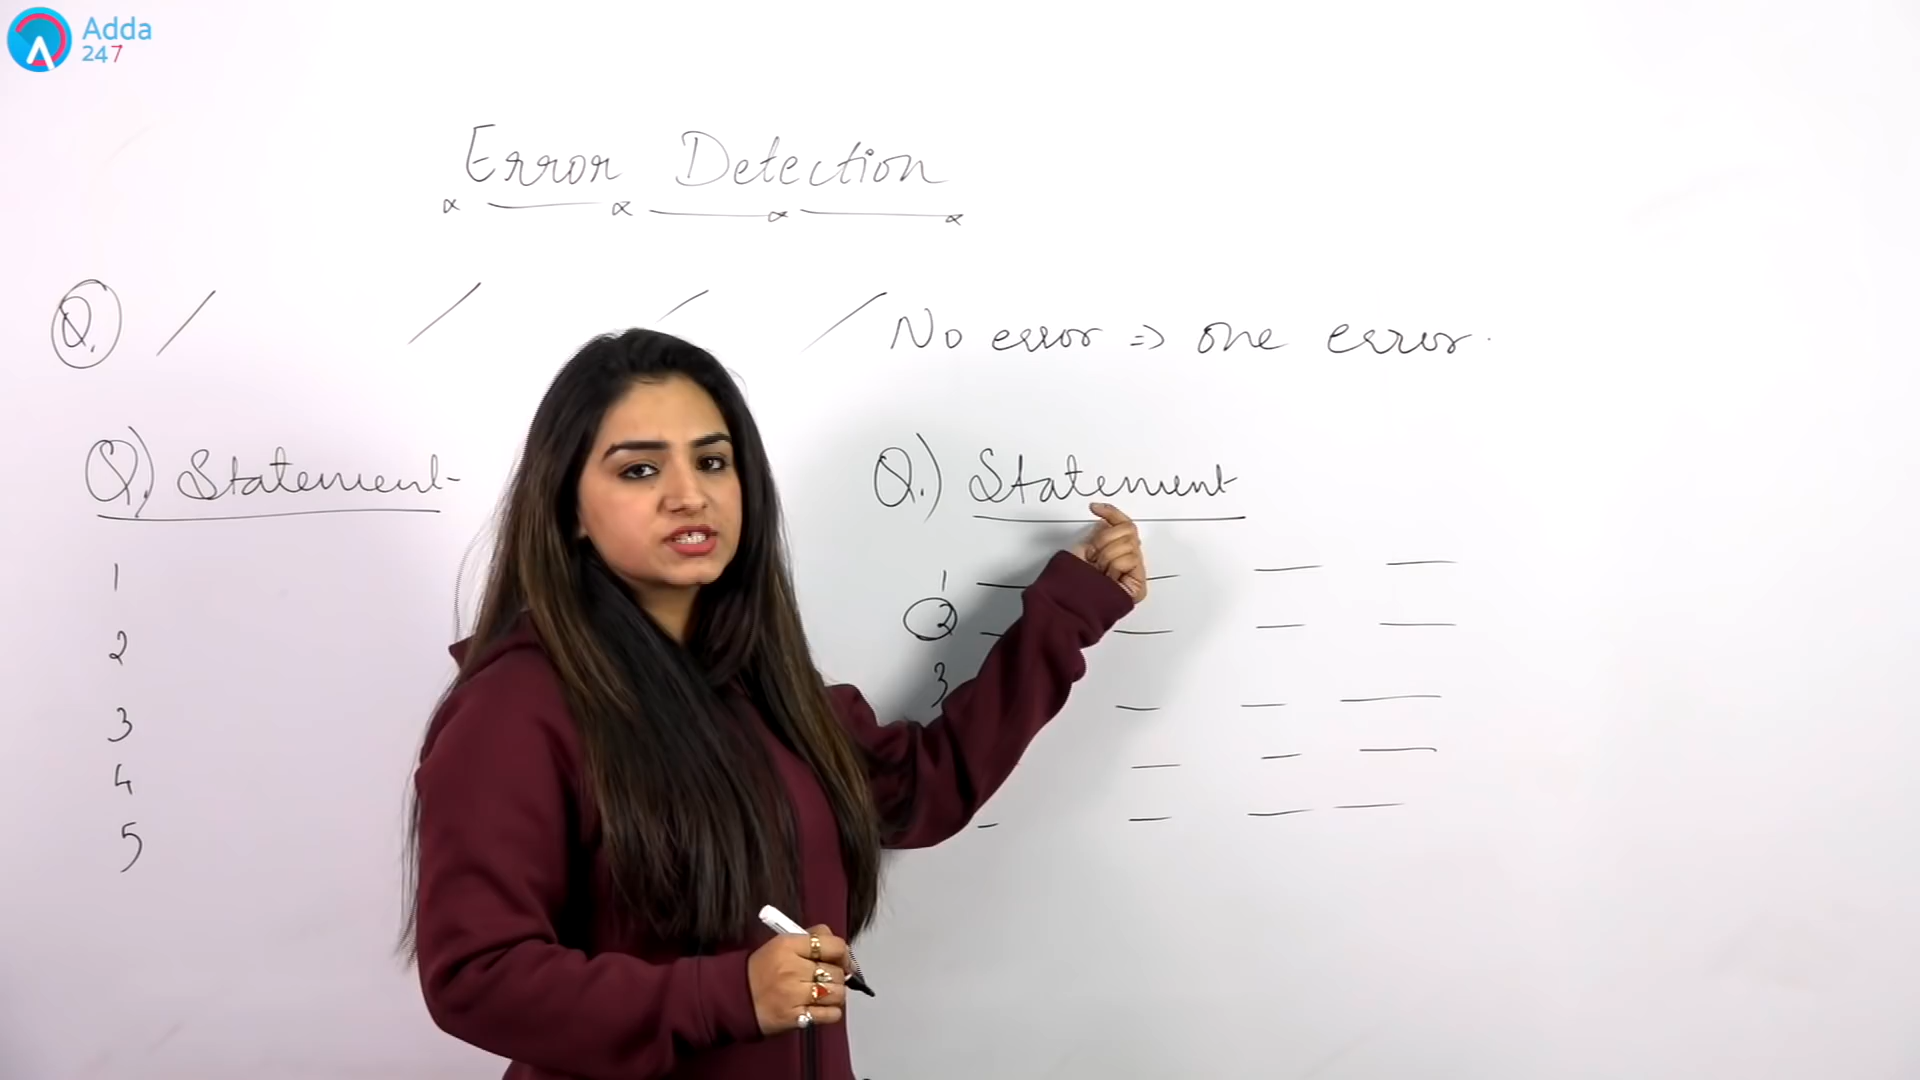 Adda
247
Error Detection
Q. / / / / No error => one error.
Q.) Statement
1
2
3
4
5
Q.) Statement
1
2
3